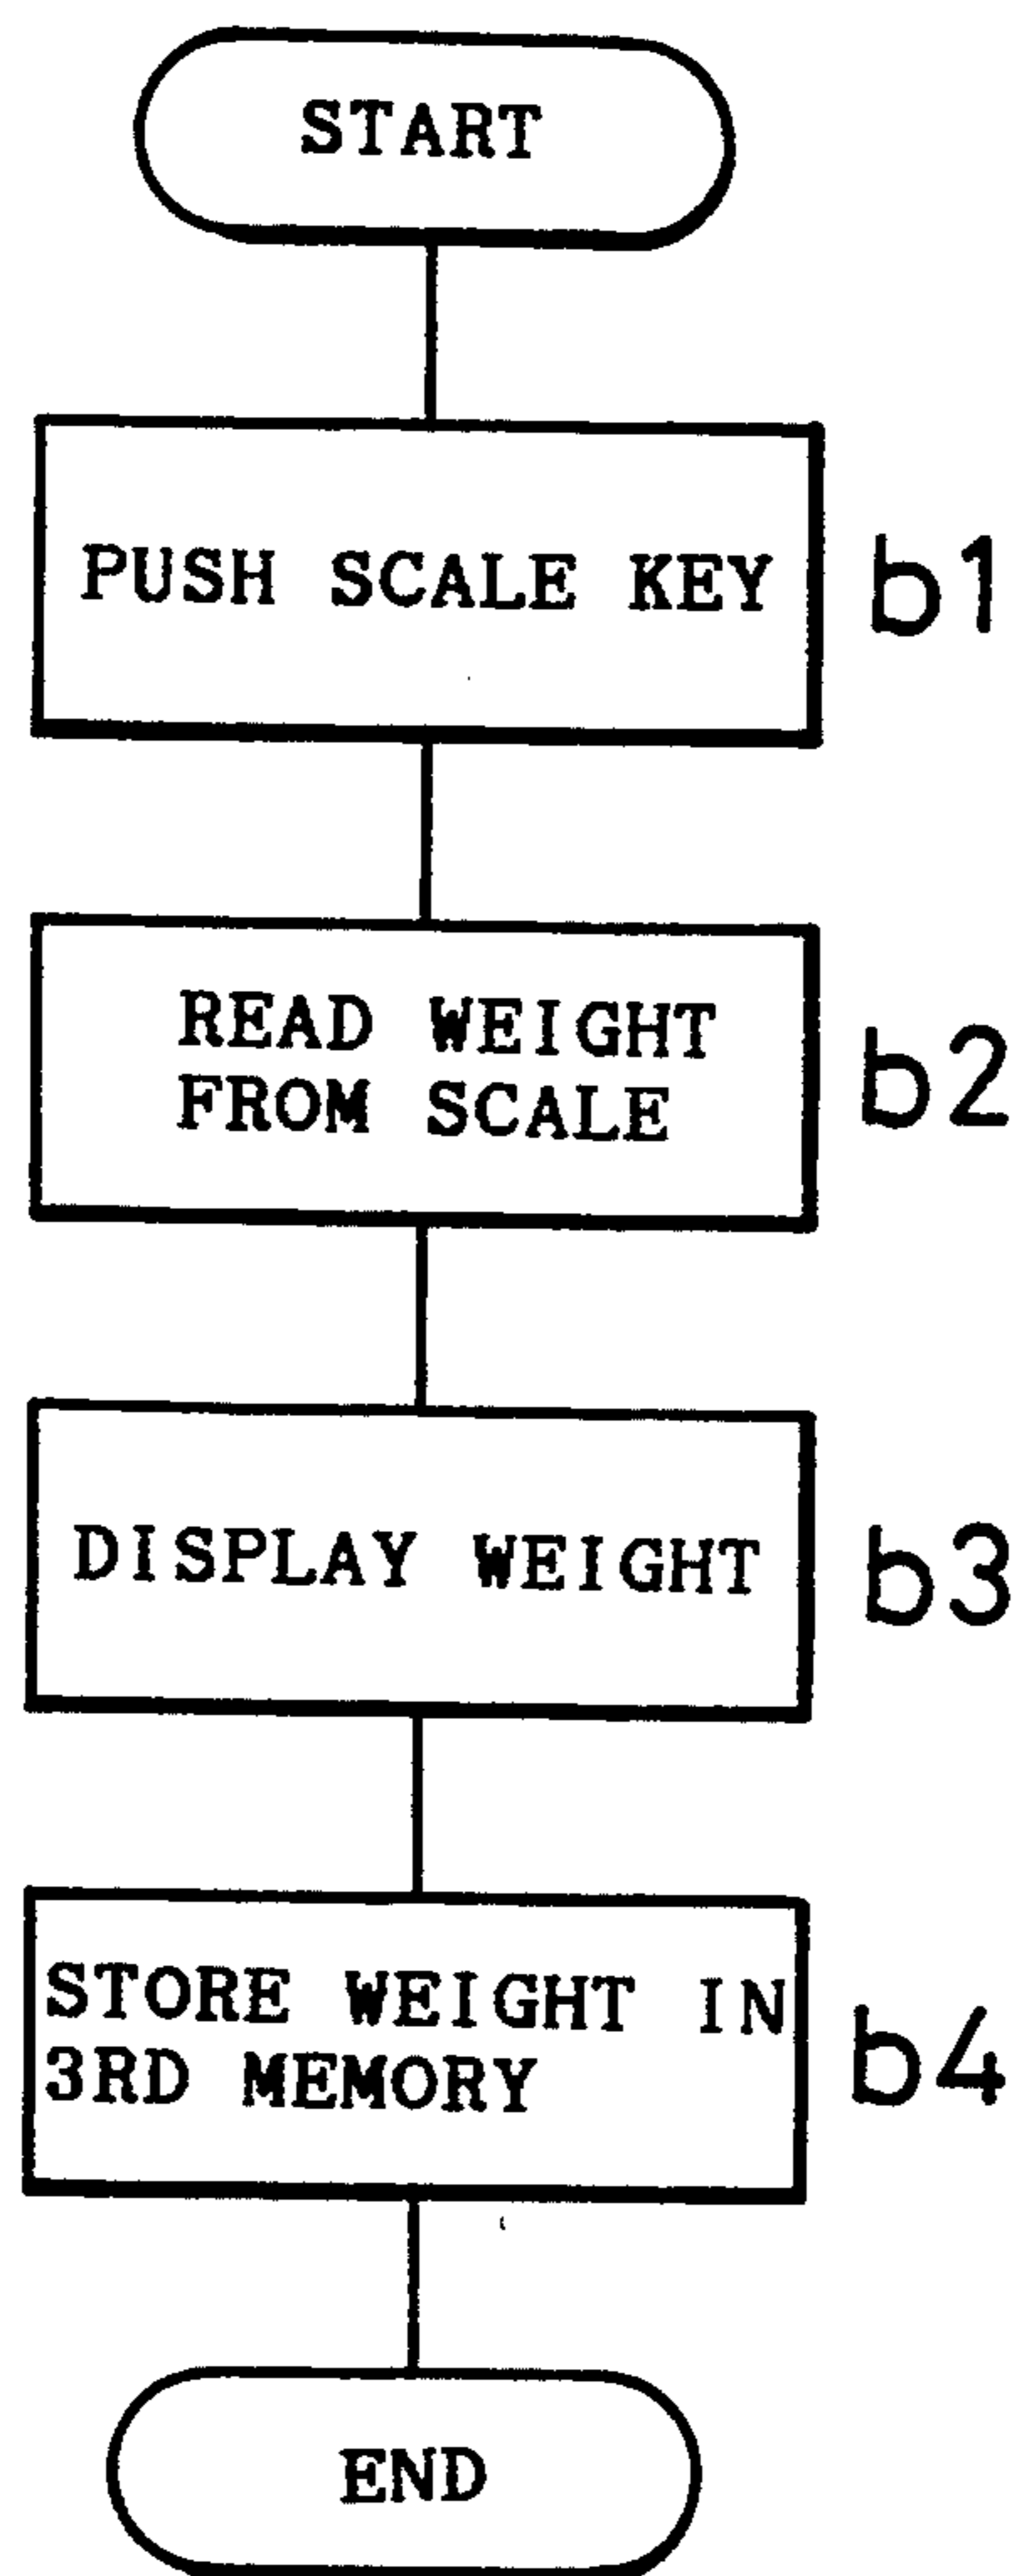 START
PUSH SCALE KEY
b1
READ WEIGHT
FROM SCALE
b2
DISPLAY WEIGHT
b3
STORE WEIGHT IN
3RD MEMORY
b4
END